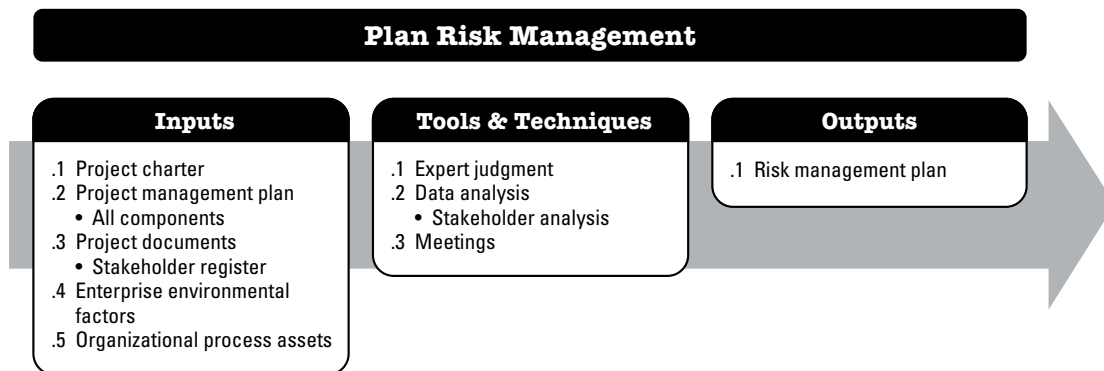 Plan Risk Management
Inputs
.1 Project charter
.2 Project management plan
• All components
.3 Project documents
• Stakeholder register
.4 Enterprise environmental
factors
.5 Organizational process assets
Tools & Techniques
.1 Expert judgment
.2 Data analysis
• Stakeholder analysis
.3 Meetings
Outputs
.1 Risk management plan